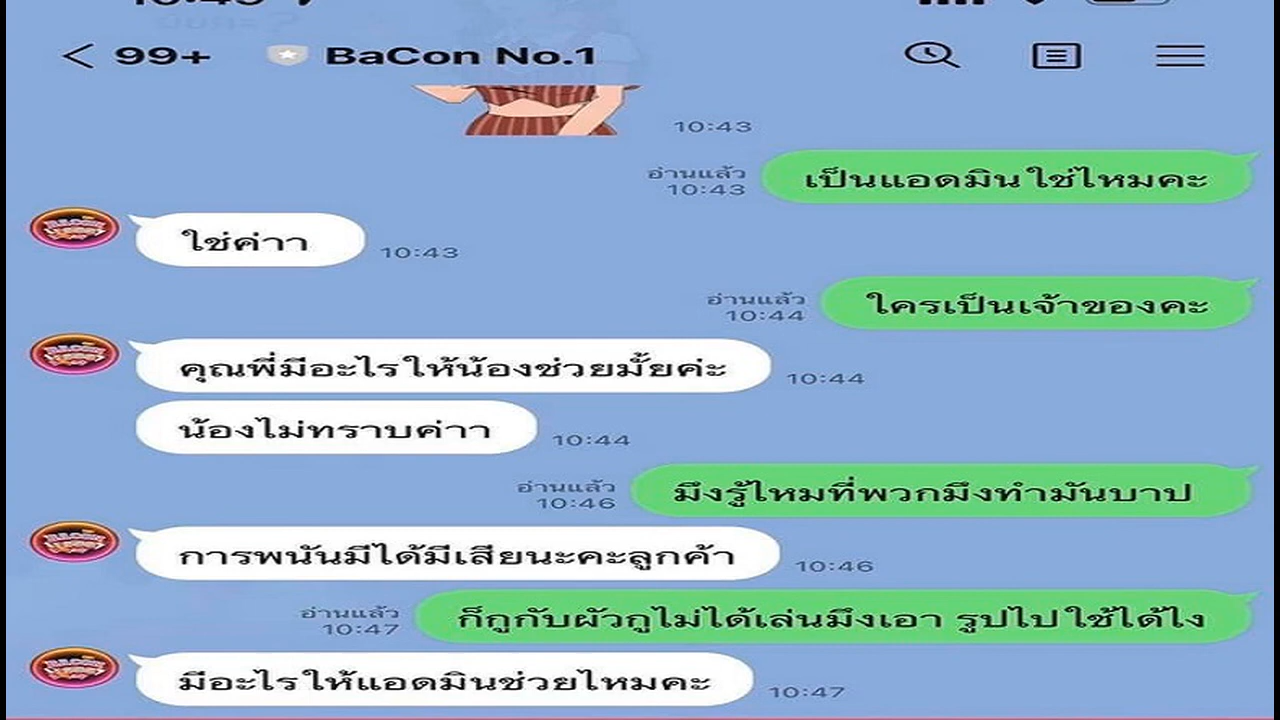 99+ BaCon No.1
10:43
เป็นแอดมินใช่ไหมคะ
อ่านแล้ว
10:43
ใช่ค่าา
10:43
ใครเป็นเจ้าของคะ
อ่านแล้ว
10:44
คุณพี่มีอะไรให้น้องช่วยมั้ยค่ะ
10:44
น้องไม่ทราบค่าา
10:44
มึงรู้ไหมที่พวกมึงทำมันบาป
อ่านแล้ว
10:46
การพนันมีได้มีเสียนะคะลูกค้า
10:46
ก็กูกับผัวกูไม่ได้เล่นมึงเอา รูปไปใช้ได้ไง
อ่านแล้ว
10:47
มีอะไรให้แอดมินช่วยไหมคะ
10:47